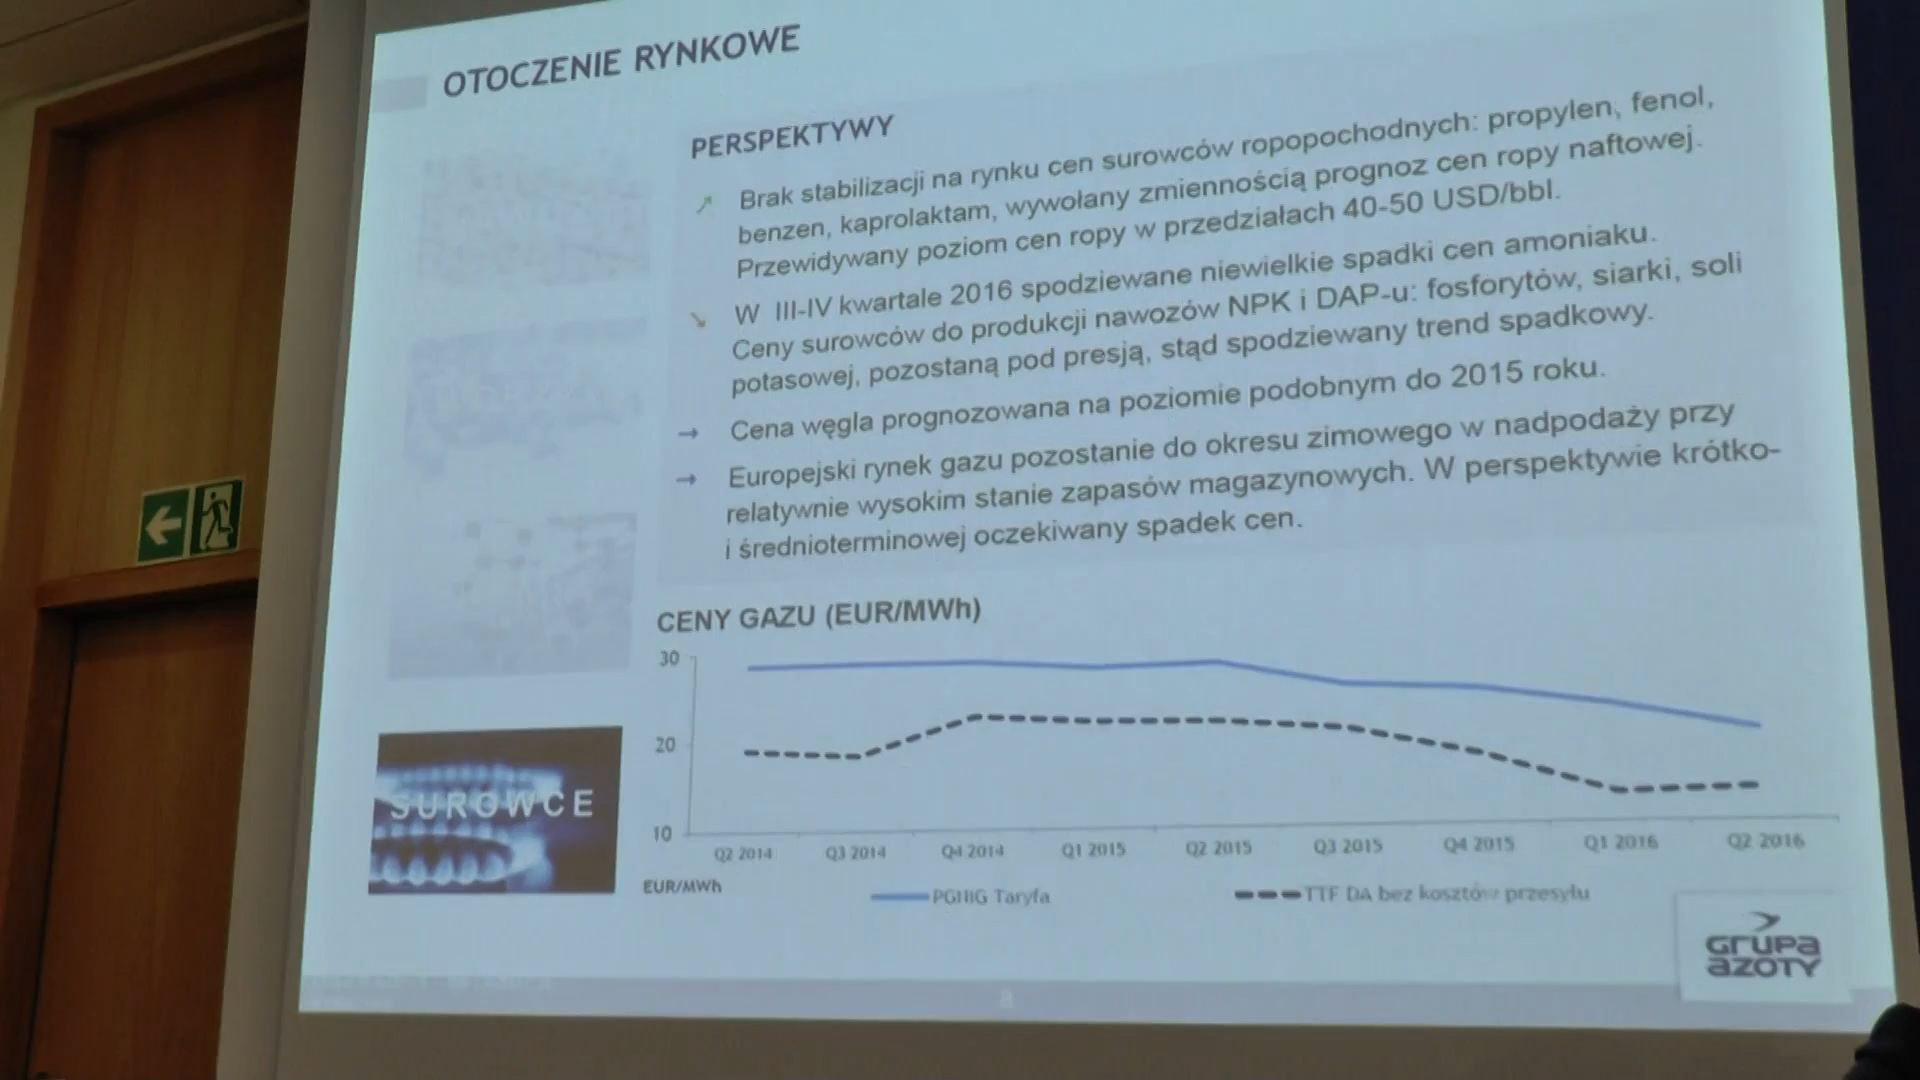 OTOCZENIE RYNKOWE
PERSPEKTYWY
Brak stabilizacji na rynku cen surowców ropopochodnych: propylen, fenol,
benzen, kaprolaktam, wywołany zmiennością prognoz cen ropy naftowej.
Przewidywany poziom cen ropy w przedziałach 40-50 USD/bbl.
W III-IV kwartale 2016 spodziewane niewielkie spadki cen amoniaku.
Ceny surowców do produkcji nawozów NPK i DAP-u: fosforytów, siarki, soli
potasowej, pozostaną pod presją, stąd spodziewany trend spadkowy.
Cena węgla prognozowana na poziomie podobnym do 2015 roku.
Europejski rynek gazu pozostanie do okresu zimowego w nadpodaży przy
relatywnie wysokim stanie zapasów magazynowych. W perspektywie krótko-
i średnioterminowej oczekiwany spadek cen.
CENY GAZU (EUR/MWh)
30
20
10
Q2 2014 Q3 2014 Q4 2014 Q1 2015 Q2 2015 Q3 2015 Q4 2015 Q1 2016 Q2 2016
EUR/MWh
PGNIG Taryfa
TTF DA bez kosztów przesyłu
SUROWCE
GRUPA
AZOTY
8